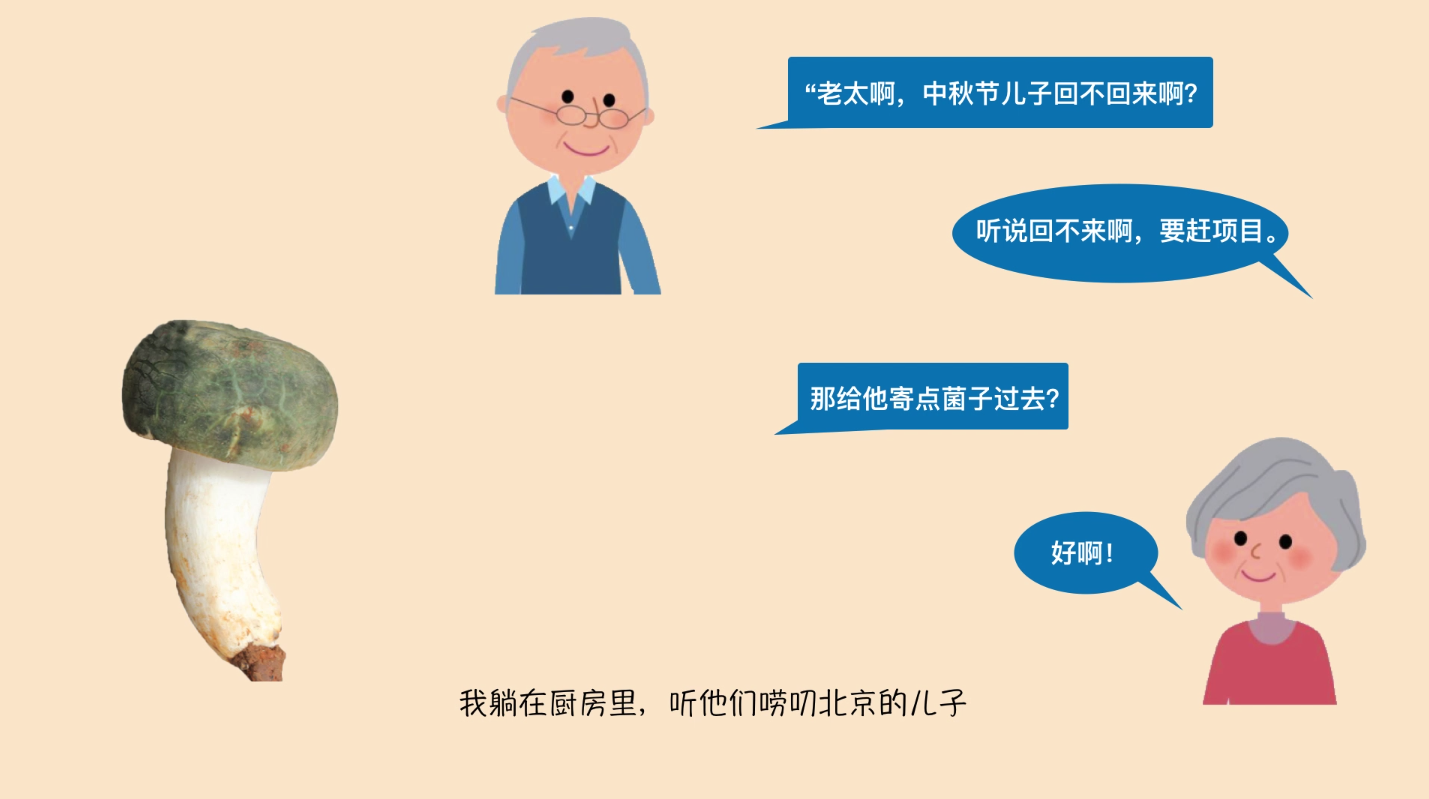 “老太啊，中秋节儿子回不回来啊?
听说回不来啊，要赶项目。
那给他寄点菌子过去?
好啊!
我躺在厨房里，听他们唠叨北京的儿子